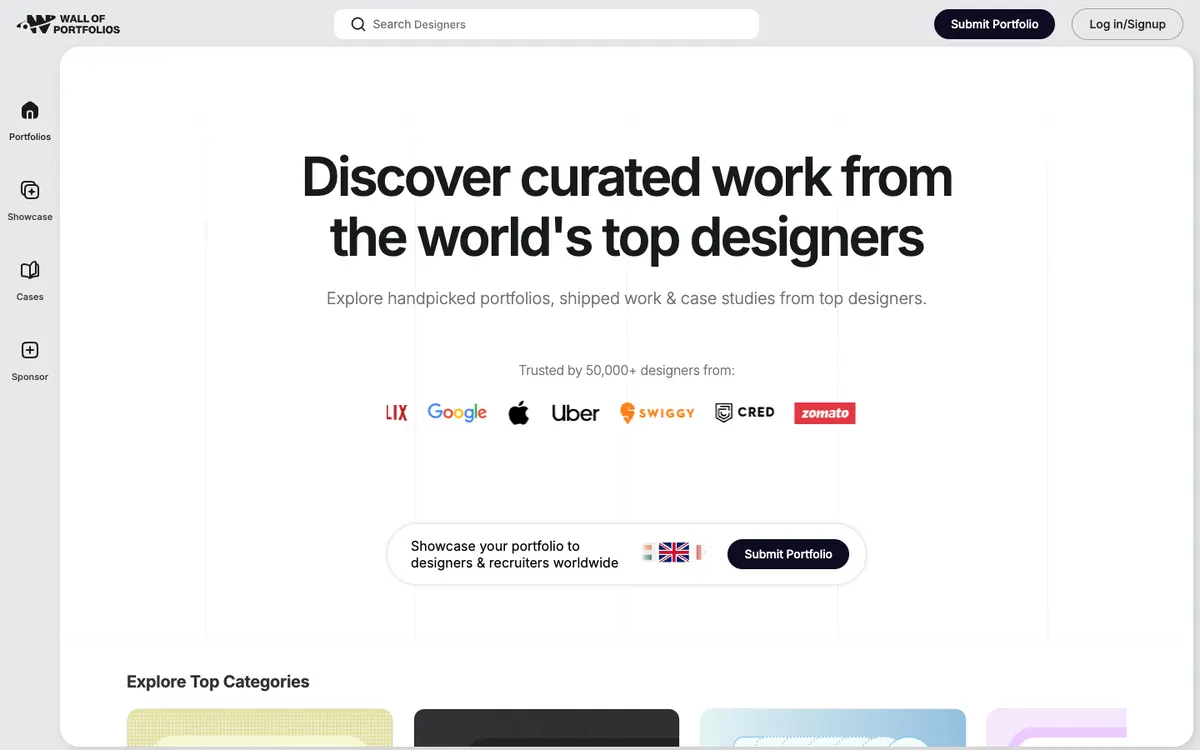 WALL OF
PORTFOLIOS
Search Designers
Submit Portfolio
Log in/Signup
Portfolios
Showcase
Cases
Sponsor
Discover curated work from
the world's top designers
Explore handpicked portfolios, shipped work & case studies from top designers.
Trusted by 50,000+ designers from:
LIX Google Uber SWIGGY CRED zomato
Showcase your portfolio to
designers & recruiters worldwide
Submit Portfolio
Explore Top Categories